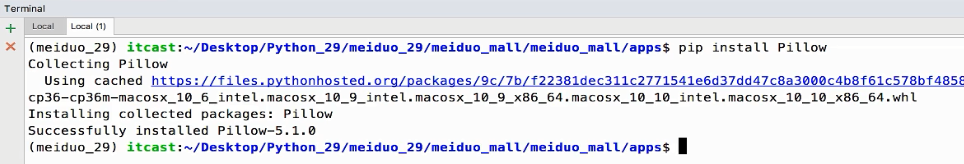 Terminal
Local Local (1)
(meiduo_29) itcast:~/Desktop/Python_29/meiduo_29/meiduo_mall/meiduo_mall/apps$ pip install Pillow
Collecting Pillow
Using cached https://files.pythonhosted.org/packages/9c/7b/f22381dec311c2771541e6d37dd47c8a3000c4b8f61c578bf4858
cp36-cp36m-macosx_10_6_intel.macosx_10_9_intel.macosx_10_9_x86_64.macosx_10_10_intel.macosx_10_10_x86_64.whl
Installing collected packages: Pillow
Successfully installed Pillow-5.1.0
(meiduo_29) itcast:~/Desktop/Python_29/meiduo_29/meiduo_mall/meiduo_mall/apps$